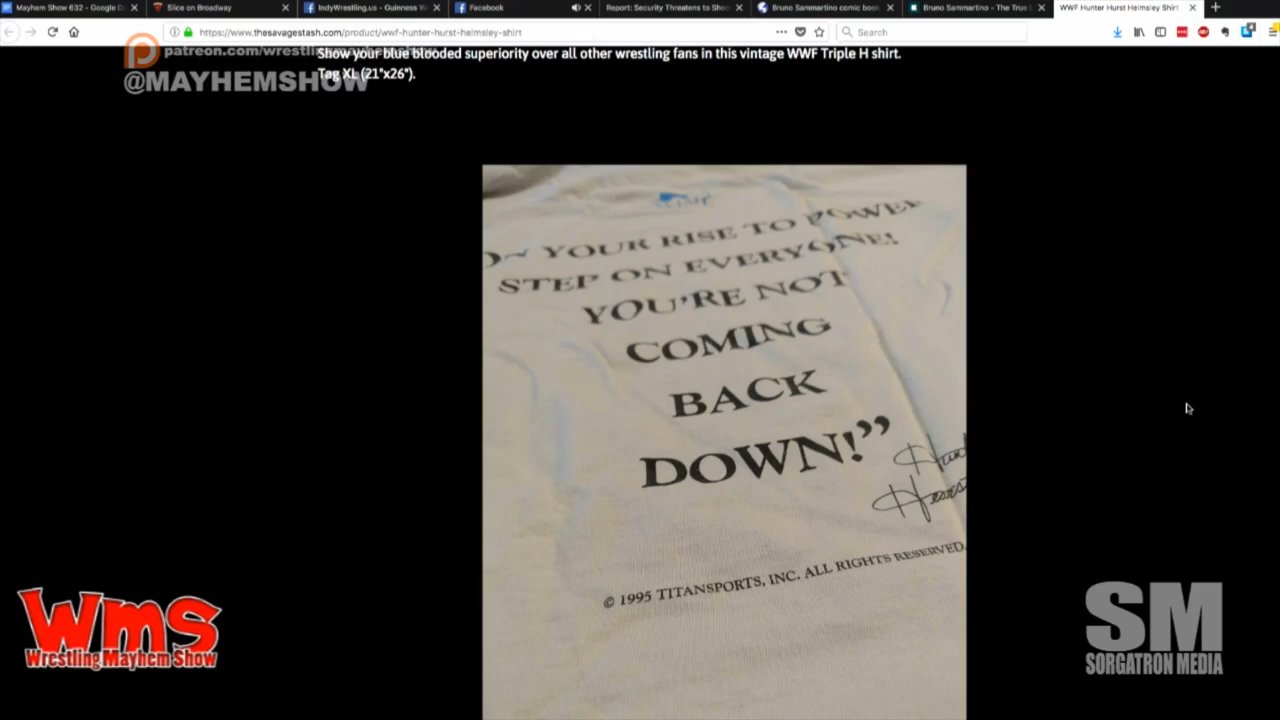 Mayhem Show 632 - Google D
Slice on Broadway
IndyWrestling.us - Guinness W
Facebook
Report: Security Threatens to Shoo
Bruno Sammartino comic book
Bruno Sammartino - The True L
WWF Hunter Hurst Helmsley Shirt
https://www.thesavagestash.com/product/wwf-hunter-hurst-helmsley-shirt
Search
patreon.com/wrestlingmayhem
@MAYHEMSHOW
Show your blue blooded superiority over all other wrestling fans in this vintage WWF Triple H shirt.
Tag XL (21"x26").
YOUR RISE TO POWER
STEP ON EVERYONE!
YOU'RE NOT
COMING
BACK
DOWN!”
© 1995 TITANSPORTS, INC. ALL RIGHTS RESERVED.
WMS
Wrestling Mayhem Show
SM
SORGATRON MEDIA